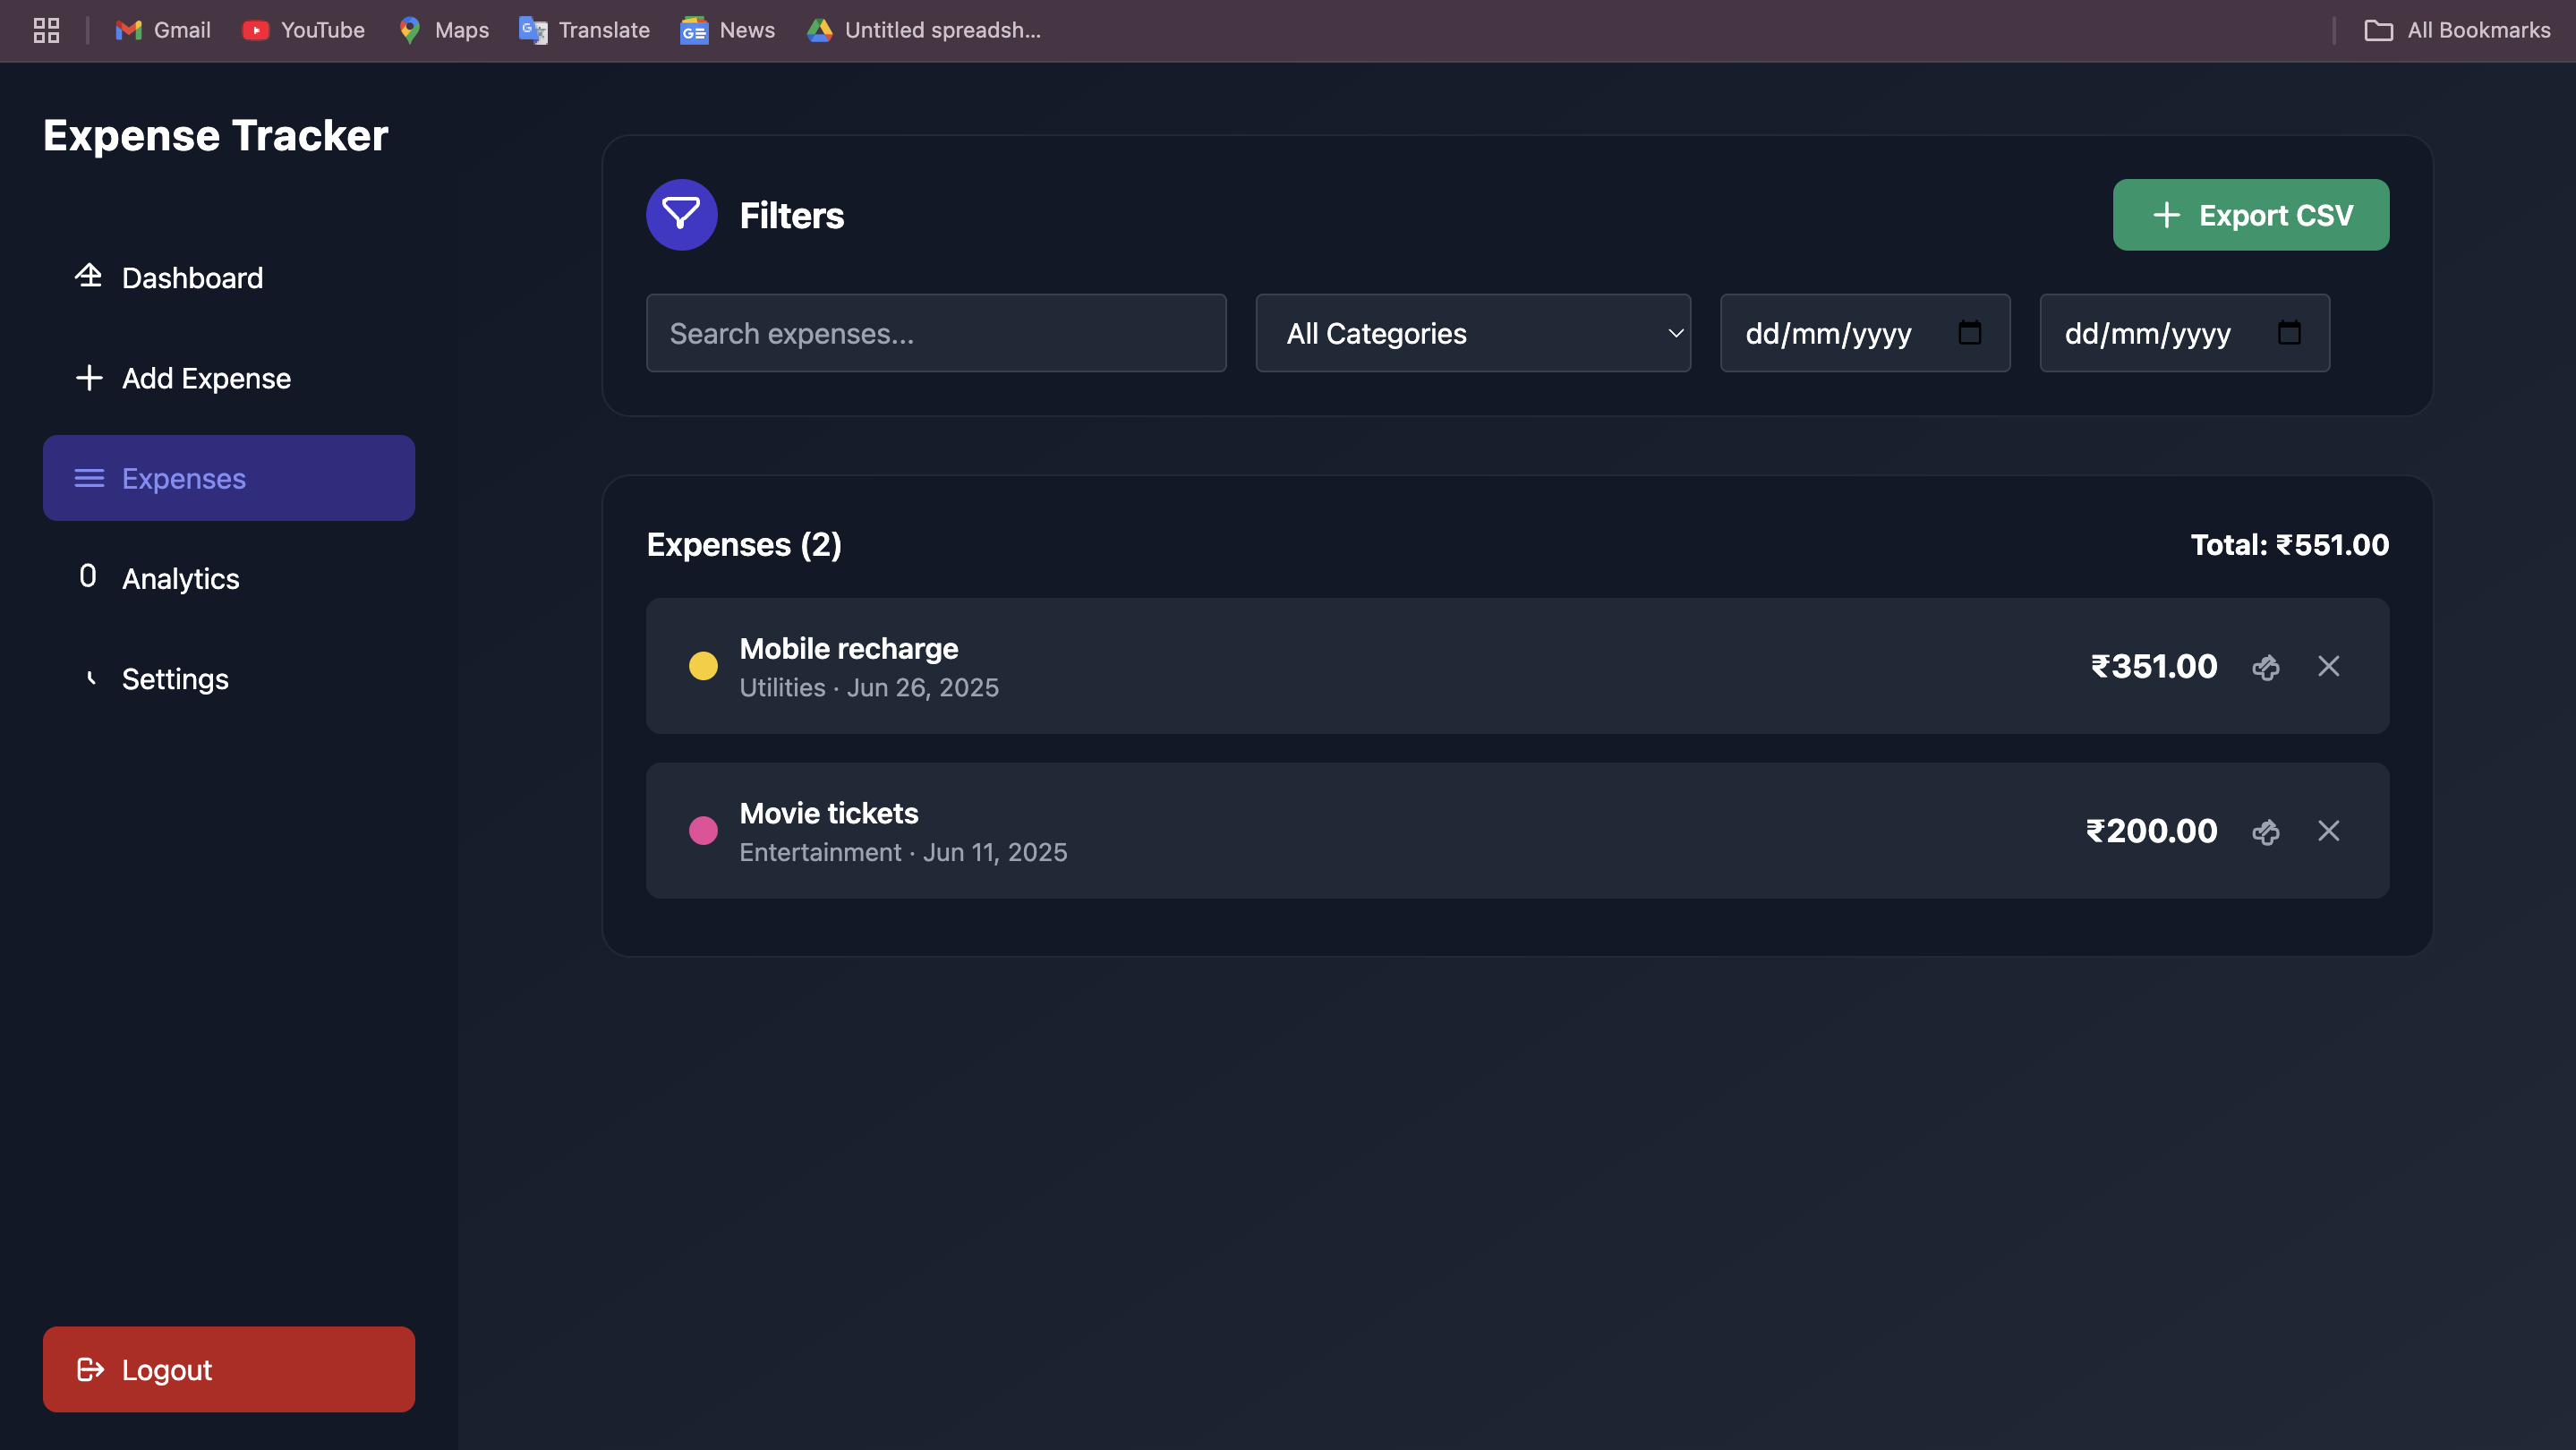 Gmail
YouTube
Maps
Translate
News
Untitled spreadsh...
All Bookmarks
Expense Tracker
Dashboard
Add Expense
Expenses
Analytics
Settings
Logout
Filters
Export CSV
Search expenses...
All Categories
dd/mm/yyyy
dd/mm/yyyy
Expenses (2)
Total: ₹551.00
Mobile recharge
Utilities · Jun 26, 2025
₹351.00
Movie tickets
Entertainment · Jun 11, 2025
₹200.00